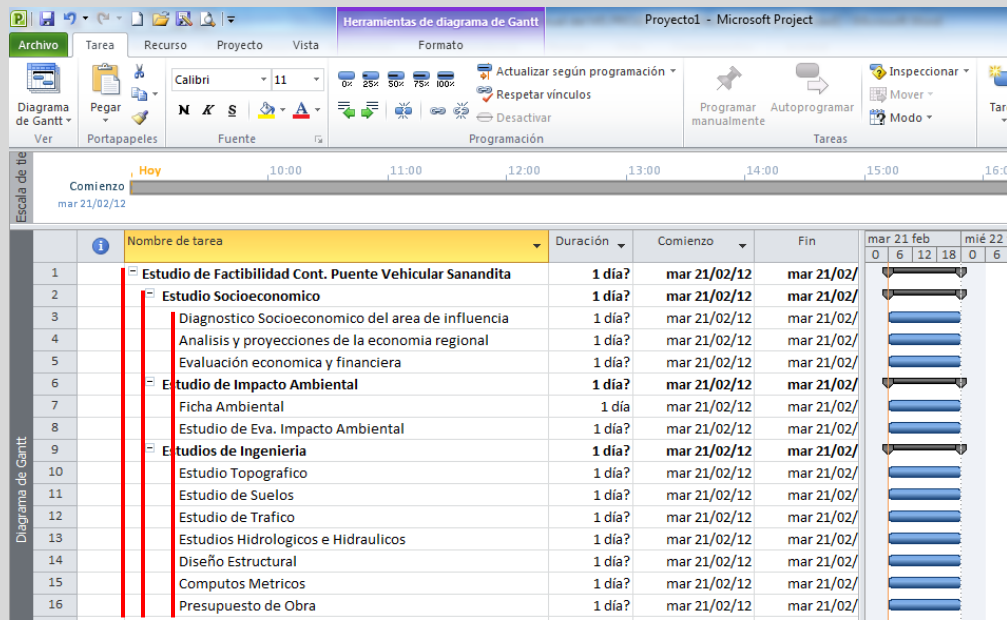 Herramientas de diagrama de Gantt
Proyecto1 - Microsoft Project
Archivo Tarea Recurso Proyecto Vista Formato
Diagrama de Gantt
Ver
Pegar
Portapapeles
Calibri 11
N K S A
Fuente
0% 25% 50% 75% 100%
Actualizar según programación
Respetar vínculos
Desactivar
Programación
Programar manualmente
Autoprogramar
Inspeccionar
Mover
Modo
Tareas
Tar
Escala de tie
Hoy 10:00 11:00 12:00 13:00 14:00 15:00 16:0
Comienzo
mar 21/02/12
Nombre de tarea Duración Comienzo Fin mar 21 feb mié 22
0 6 12 18 0 6
1 Estudio de Factibilidad Cont. Puente Vehicular Sanandita 1 día? mar 21/02/12 mar 21/02/
2 Estudio Socioeconomico 1 día? mar 21/02/12 mar 21/02/
3 Diagnostico Socioeconomico del area de influencia 1 día? mar 21/02/12 mar 21/02/
4 Analisis y proyecciones de la economia regional 1 día? mar 21/02/12 mar 21/02/
5 Evaluación economica y financiera 1 día? mar 21/02/12 mar 21/02/
6 Estudio de Impacto Ambiental 1 día? mar 21/02/12 mar 21/02/
7 Ficha Ambiental 1 día mar 21/02/12 mar 21/02/
8 Estudio de Eva. Impacto Ambiental 1 día? mar 21/02/12 mar 21/02/
9 Estudios de Ingenieria 1 día? mar 21/02/12 mar 21/02/
10 Estudio Topografico 1 día? mar 21/02/12 mar 21/02/
11 Estudio de Suelos 1 día? mar 21/02/12 mar 21/02/
12 Estudio de Trafico 1 día? mar 21/02/12 mar 21/02/
13 Estudios Hidrologicos e Hidraulicos 1 día? mar 21/02/12 mar 21/02/
14 Diseño Estructural 1 día? mar 21/02/12 mar 21/02/
15 Computos Metricos 1 día? mar 21/02/12 mar 21/02/
16 Presupuesto de Obra 1 día? mar 21/02/12 mar 21/02/
Diagrama de Gantt